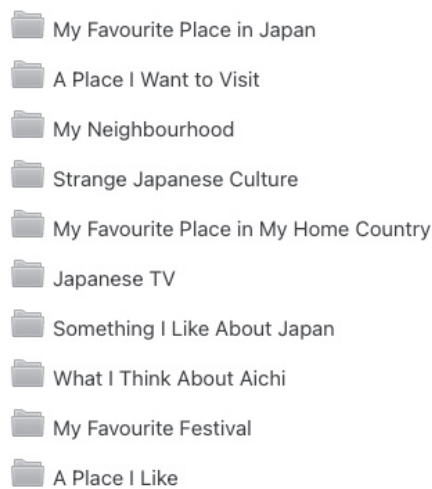 My Favourite Place in Japan
A Place I Want to Visit
My Neighbourhood
Strange Japanese Culture
My Favourite Place in My Home Country
Japanese TV
Something I Like About Japan
What I Think About Aichi
My Favourite Festival
A Place I Like